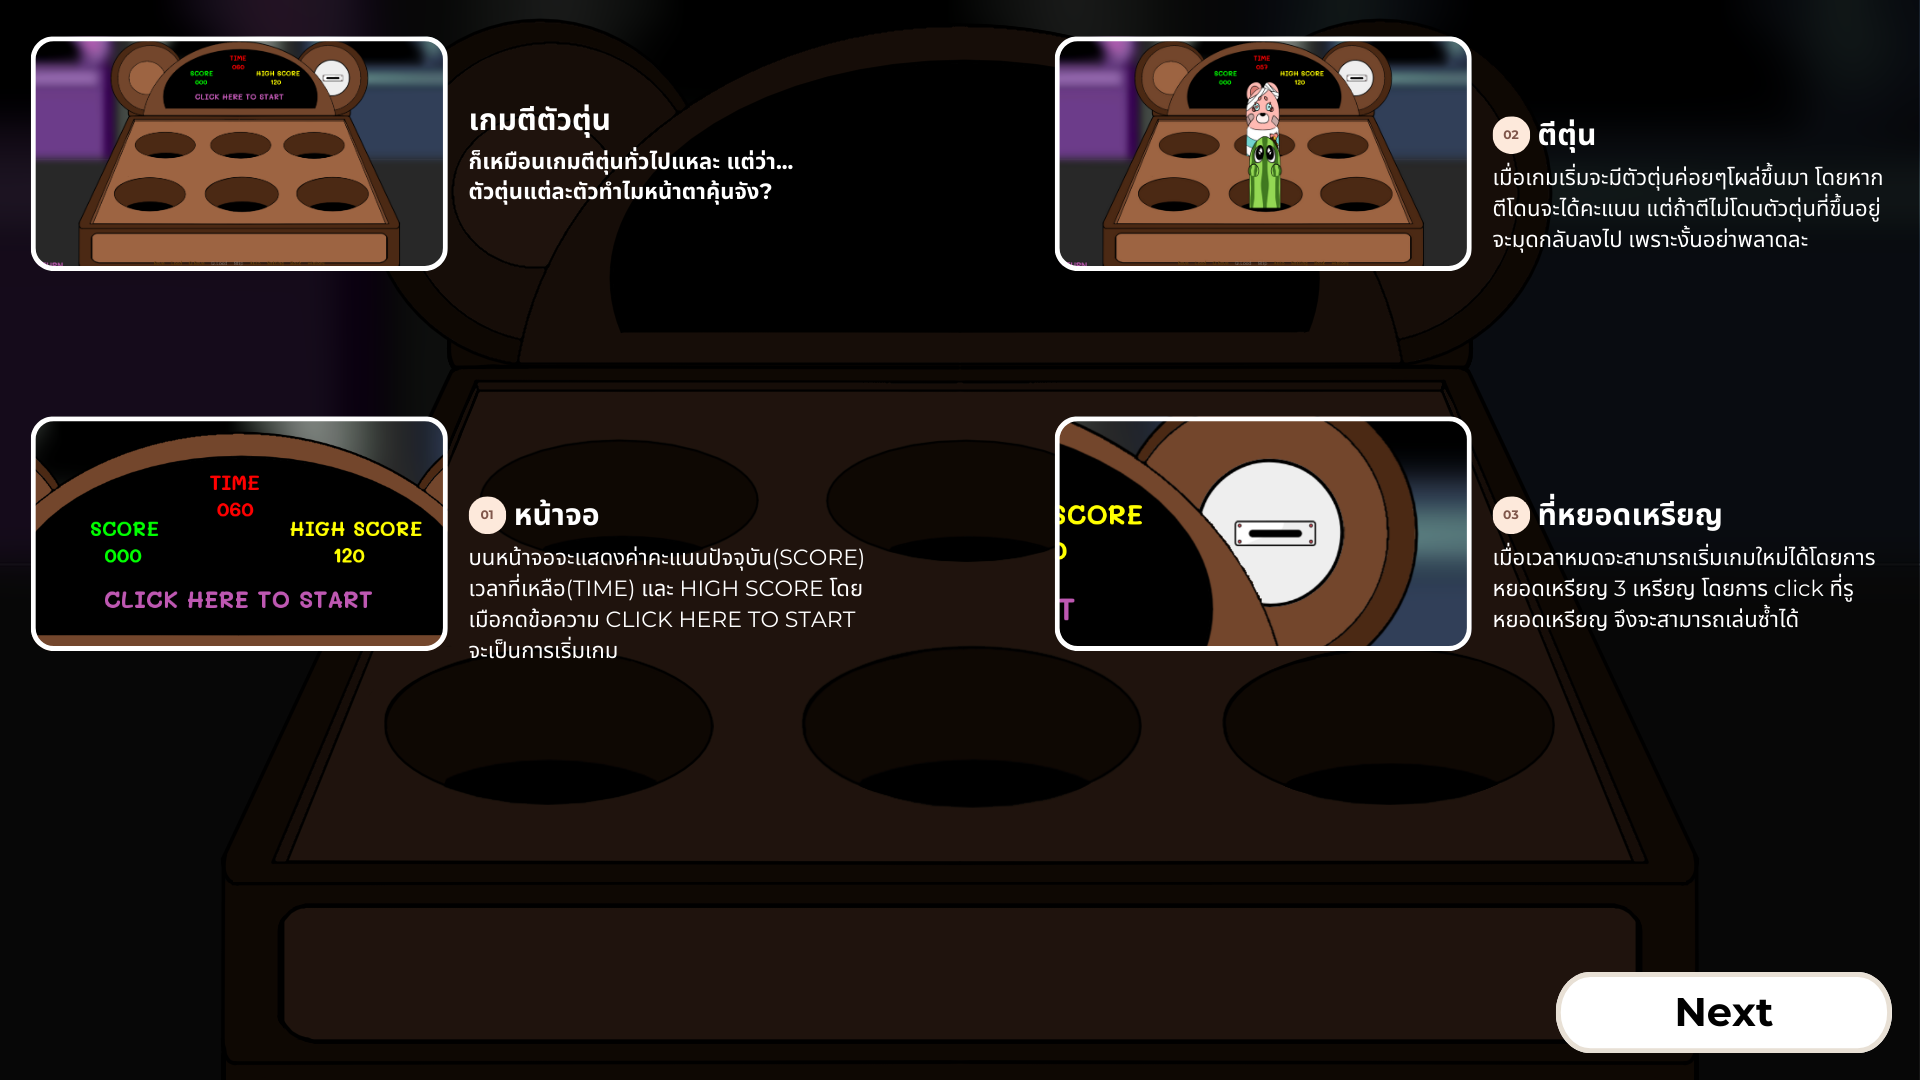 TIME
060
SCORE
HIGH SCORE
000
120
CLICK HERE TO START
เกมตีตัวตุ่น
ก็เหมือนเกมตีตุ่นทั่วไปแหละ แต่ว่า...
ตัวตุ่นแต่ละตัวทำไมหน้าตาคุ้นจัง?
TIME
057
SCORE
HIGH SCORE
000
120
02 ตีตุ่น
เมื่อเกมเริ่มจะมีตัวตุ่นค่อยๆโผล่ขึ้นมา โดยหาก
ตีโดนจะได้คะแนน แต่ถ้าตีไม่โดนตัวตุ่นที่ขึ้นอยู่
จะมุดกลับลงไป เพราะงั้นอย่าพลาดละ
TIME
060
SCORE
HIGH SCORE
000
120
CLICK HERE TO START
01 หน้าจอ
บนหน้าจอจะแสดงค่าคะแนนปัจจุบัน(SCORE)
เวลาที่เหลือ(TIME) และ HIGH SCORE โดย
เมือกดข้อความ CLICK HERE TO START
จะเป็นการเริ่มเกม
SCORE
T
03 ที่หยอดเหรียญ
เมื่อเวลาหมดจะสามารถเริ่มเกมใหม่ได้โดยการ
หยอดเหรียญ 3 เหรียญ โดยการ click ที่รู
หยอดเหรียญ จึงจะสามารถเล่นซ้ำได้
Next